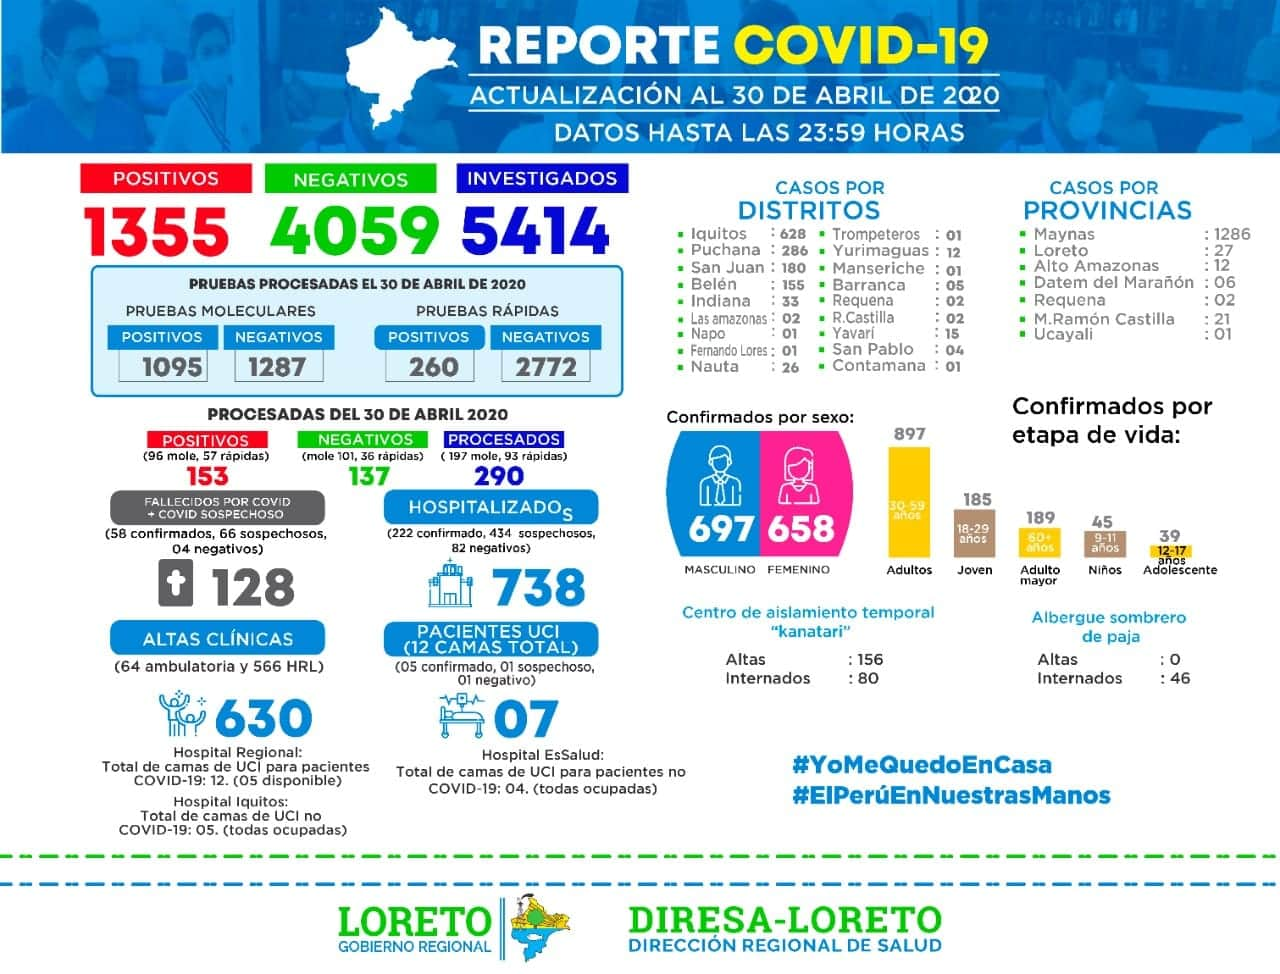 REPORTE COVID-19
ACTUALIZACIÓN AL 30 DE ABRIL DE 2020
DATOS HASTA LAS 23:59 HORAS
POSITIVOS
1355
NEGATIVOS
4059
INVESTIGADOS
5414
PRUEBAS PROCESADAS EL 30 DE ABRIL DE 2020
PRUEBAS MOLECULARES
POSITIVOS NEGATIVOS
1095 1287
PRUEBAS RÁPIDAS
POSITIVOS NEGATIVOS
260 2772
PROCESADAS DEL 30 DE ABRIL 2020
POSITIVOS
(96 mole, 57 rápidas)
153
NEGATIVOS
(mole 101, 36 rápidas)
137
PROCESADOS
( 197 mole, 93 rápidas)
290
FALLECIDOS POR COVID
+ COVID SOSPECHOSO
(58 confirmados, 66 sospechosos,
04 negativos)
128
HOSPITALIZADOS
(222 confirmado, 434 sospechosos,
82 negativos)
738
ALTAS CLÍNICAS
(64 ambulatoria y 566 HRL)
630
PACIENTES UCI
(12 CAMAS TOTAL)
(05 confirmado, 01 sospechoso,
01 negativo)
07
Hospital Regional:
Total de camas de UCI para pacientes
COVID-19: 12. (05 disponible)
Hospital Iquitos:
Total de camas de UCI no
COVID-19: 05. (todas ocupadas)
Hospital EsSalud:
Total de camas de UCI para pacientes no
COVID-19: 04. (todas ocupadas)
CASOS POR
DISTRITOS
Iquitos : 628
Puchana : 286
San Juan : 180
Belén : 155
Indiana : 33
Las amazonas : 02
Napo : 01
Fernando Lores : 01
Nauta : 26
Trompeteros : 01
Yurimaguas : 12
Manseriche : 01
Barranca : 05
Requena : 02
R.Castilla : 02
Yavarí : 15
San Pablo : 04
Contamana : 01
CASOS POR
PROVINCIAS
Maynas : 1286
Loreto : 27
Alto Amazonas : 12
Datem del Marañón : 06
Requena : 02
M.Ramón Castilla : 21
Ucayali : 01
Confirmados por sexo:
697 658
MASCULINO FEMENINO
Confirmados por
etapa de vida:
897
30-59
años
Adultos
185
18-29
años
Joven
189
60+
años
Adulto
mayor
45
9-11
años
Niños
39
12-17
años
Adolescente
Centro de aislamiento temporal
"kanatari"
Altas : 156
Internados : 80
Albergue sombrero
de paja
Altas : 0
Internados : 46
#YoMeQuedoEnCasa
#ElPerúEnNuestrasManos
LORETO
GOBIERNO REGIONAL
DIRESA-LORETO
DIRECCIÓN REGIONAL DE SALUD